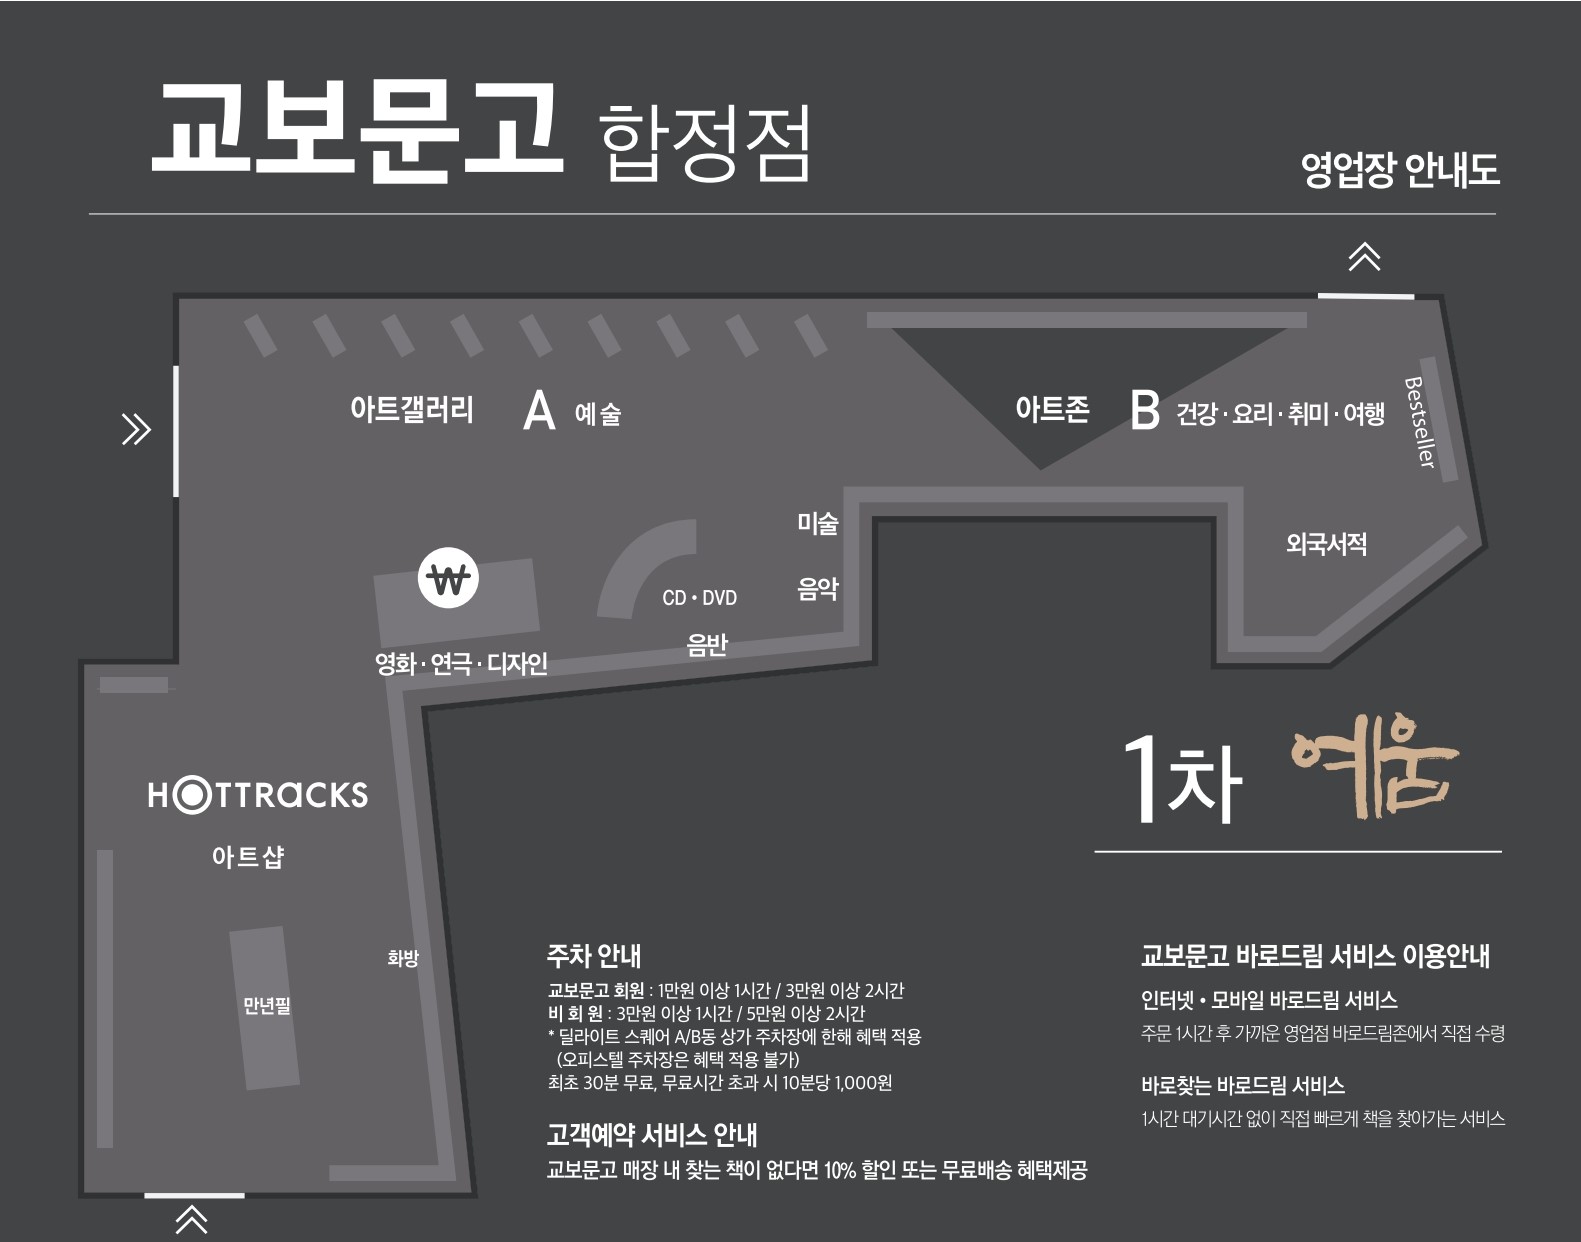 교보문고 합정점
영업장 안내도
아트갤러리 A 예술
아트존 B 건강 · 요리 · 취미 · 여행
Bestseller
미술
외국서적
음악
CD • DVD
음반
영화 · 연극 · 디자인
1차 예움
HOTTRACKS
아트샵
화방
만년필
주차 안내
교보문고 회원 : 1만원 이상 1시간 / 3만원 이상 2시간
비 회 원 : 3만원 이상 1시간 / 5만원 이상 2시간
* 딜라이트 스퀘어 A/B동 상가 주차장에 한해 혜택 적용
(오피스텔 주차장은 혜택 적용 불가)
최초 30분 무료, 무료시간 초과 시 10분당 1,000원
고객예약 서비스 안내
교보문고 매장 내 찾는 책이 없다면 10% 할인 또는 무료배송 혜택제공
교보문고 바로드림 서비스 이용안내
인터넷 • 모바일 바로드림 서비스
주문 1시간 후 가까운 영업점 바로드림존에서 직접 수령
바로찾는 바로드림 서비스
1시간 대기시간 없이 직접 빠르게 책을 찾아가는 서비스